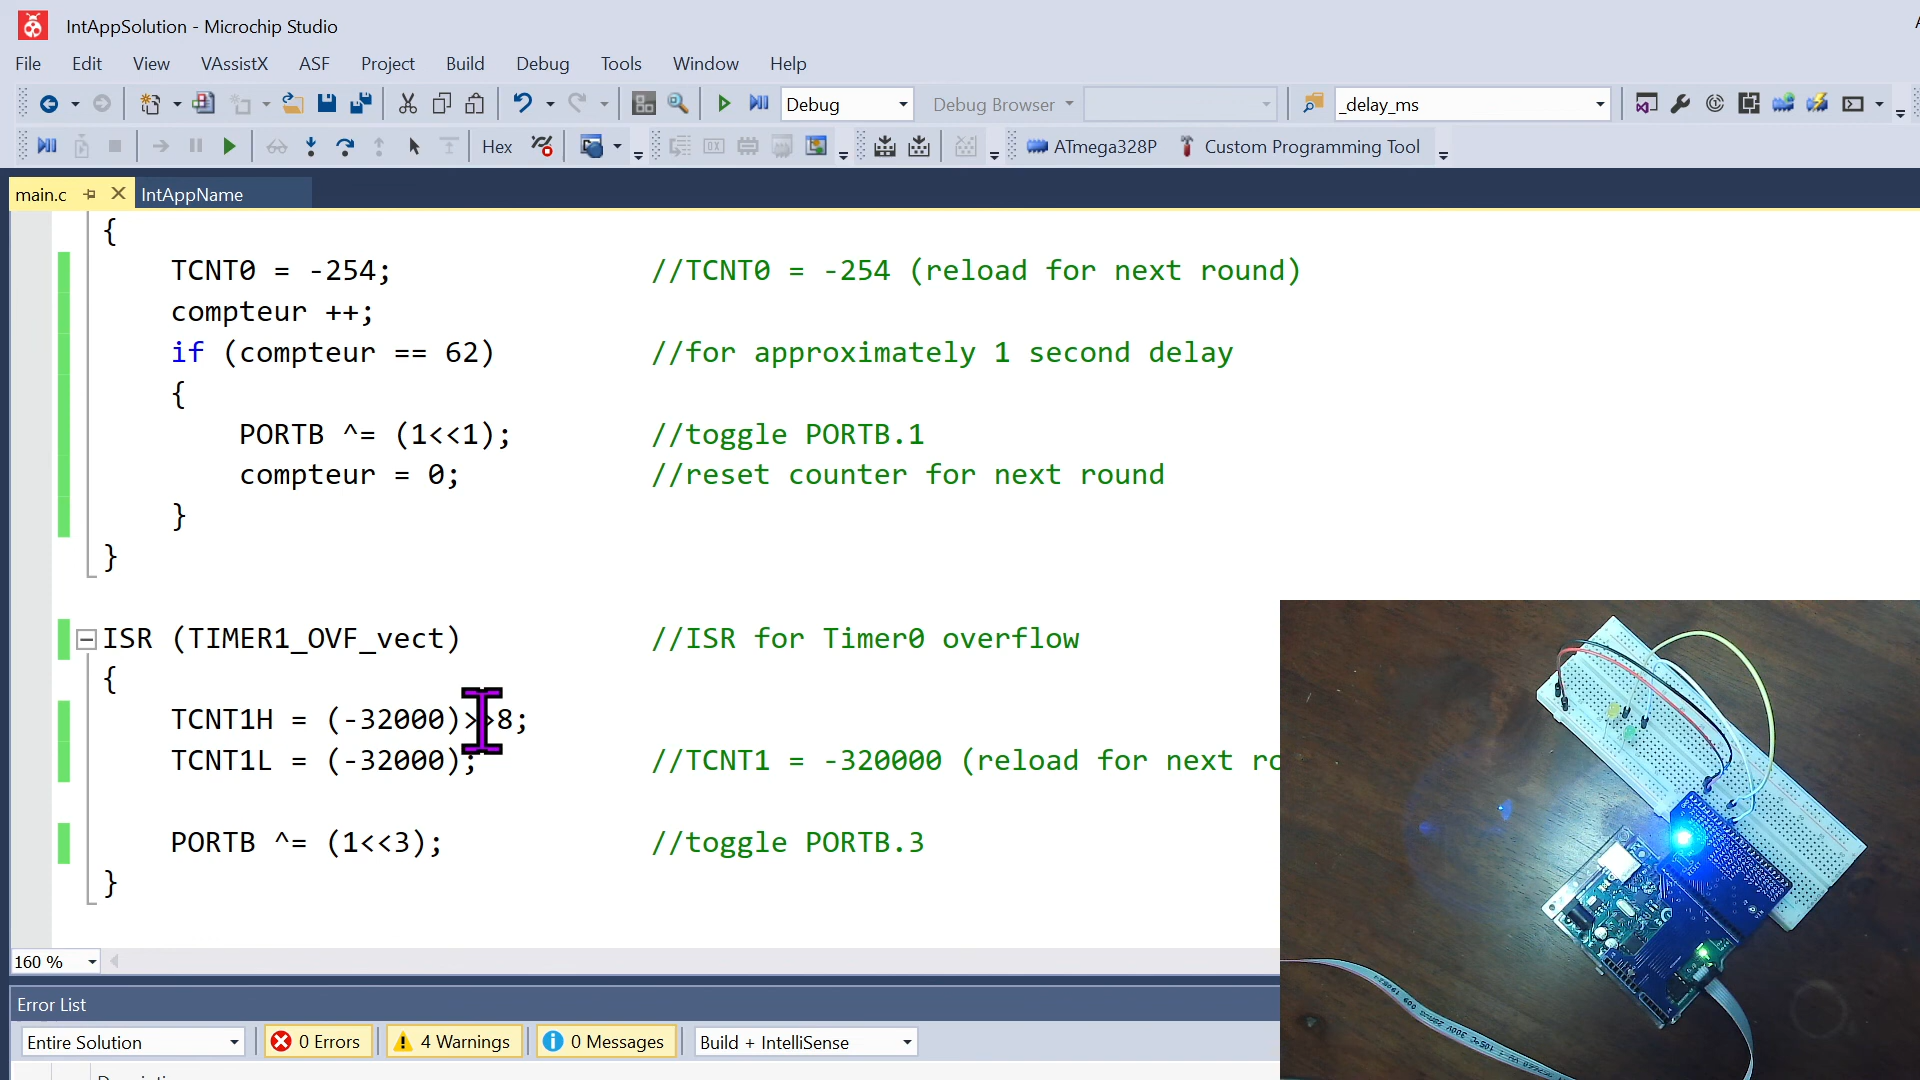 IntAppSolution - Microchip Studio
File Edit View VAssistX ASF Project Build Debug Tools Window Help
Debug Debug Browser _delay_ms
Hex ATmega328P Custom Programming Tool
main.c IntAppName
{
TCNT0 = -254; //TCNT0 = -254 (reload for next round)
compteur ++;
if (compteur == 62) //for approximately 1 second delay
{
PORTB ^= (1<<1); //toggle PORTB.1
compteur = 0; //reset counter for next round
}
}
ISR (TIMER1_OVF_vect) //ISR for Timer0 overflow
{
TCNT1H = (-32000)>>8;
TCNT1L = (-32000); //TCNT1 = -320000 (reload for next
PORTB ^= (1<<3); //toggle PORTB.3
}
160 %
Error List
Entire Solution 0 Errors 4 Warnings 0 Messages Build + IntelliSense